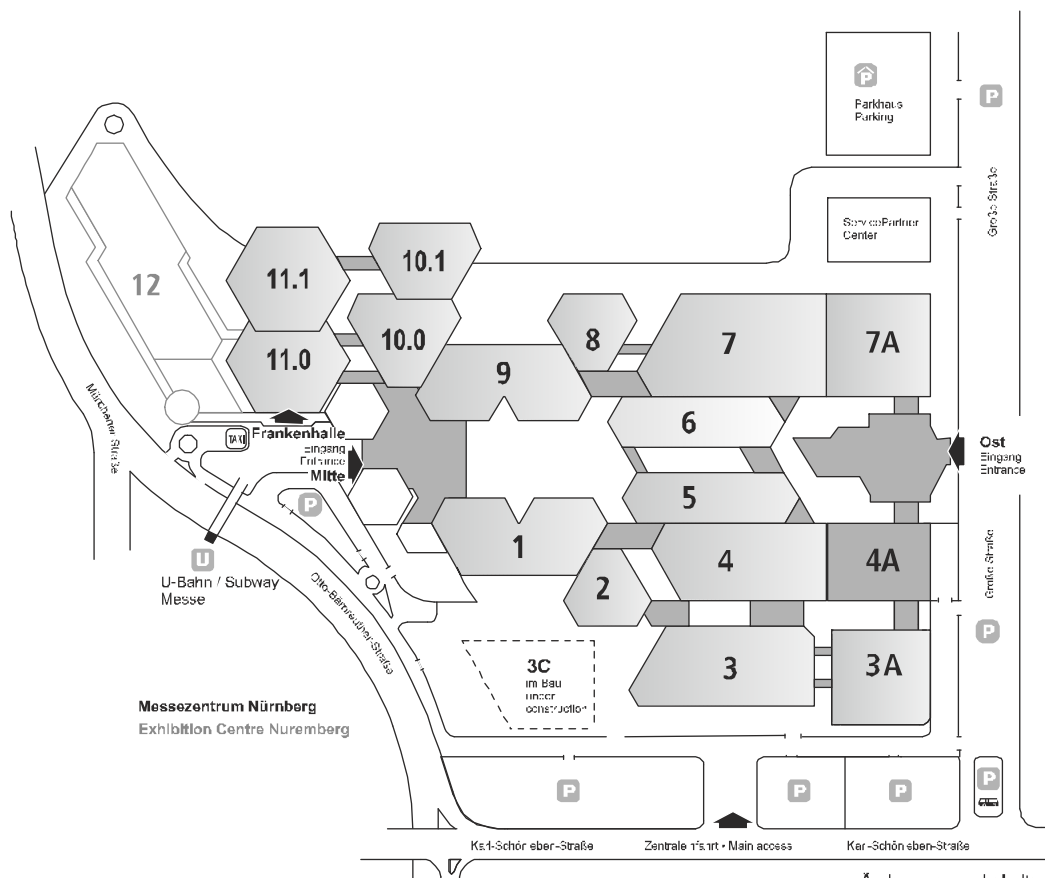 P
Parkhaus
Parking
P
Große Straße
ServicePartner
Center
12
11.1
10.1
11.0
10.0
9
8
7
7A
6
5
Münchener Straße
TAXI
Frankenhalle
Eingang
Entrance
Mitte
Ost
Eingang
Entrance
P
U
U-Bahn / Subway
Messe
Otto-Bärnreuther-Straße
1
2
4
4A
Große Straße
P
3C
im Bau
under
construction
3
3A
Messezentrum Nürnberg
Exhibition Centre Nuremberg
P
P
P
P
Karl-Schönleben-Straße
Zentraleinfahrt • Main access
Karl-Schönleben-Straße